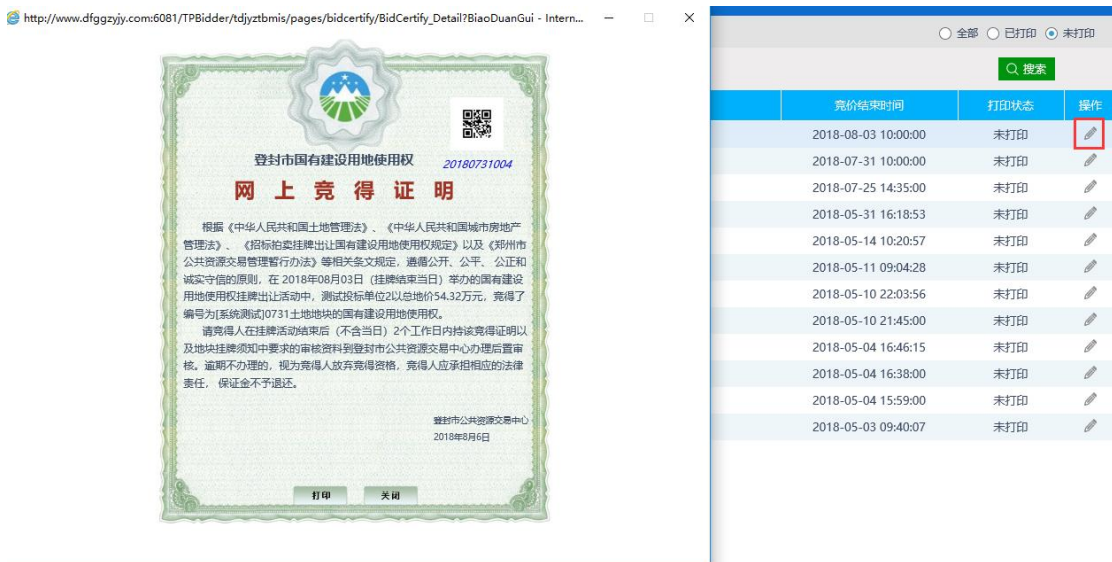 http://www.dfggzyjy.com:6081/TPBidder/tdjyztbmis/pages/bidcertify/BidCertify_Detail?BiaoDuanGui - Intern...
登封市国有建设用地使用权
20180731004
网上竞得证明
根据《中华人民共和国土地管理法》、《中华人民共和国城市房地产
管理法》、 《招标拍卖挂牌出让国有建设用地使用权规定》以及《郑州市
公共资源交易管理暂行办法》等相关条文规定，遵循公开、公平、 公正和
诚实守信的原则，在 2018年08月03日（挂牌结束当日）举办的国有建设
用地使用权挂牌出让活动中，测试投标单位2以总地价54.32万元，竞得了
编号为[系统测试]0731土地地块的国有建设用地使用权。
请竞得人在挂牌活动结束后（不含当日）2个工作日内持该竞得证明以
及地块挂牌须知中要求的审核资料到登封市公共资源交易中心办理后置审
核。逾期不办理的，视为竞得人放弃竞得资格，竞得人应承担相应的法律
责任， 保证金不予退还。
登封市公共资源交易中心
2018年8月6日
打印 关闭
全部 已打印 未打印
搜索
竞价结束时间 打印状态 操作
2018-08-03 10:00:00 未打印
2018-07-31 10:00:00 未打印
2018-07-25 14:35:00 未打印
2018-05-31 16:18:53 未打印
2018-05-14 10:20:57 未打印
2018-05-11 09:04:28 未打印
2018-05-10 22:03:56 未打印
2018-05-10 21:45:00 未打印
2018-05-04 16:46:15 未打印
2018-05-04 16:38:00 未打印
2018-05-04 15:59:00 未打印
2018-05-03 09:40:07 未打印